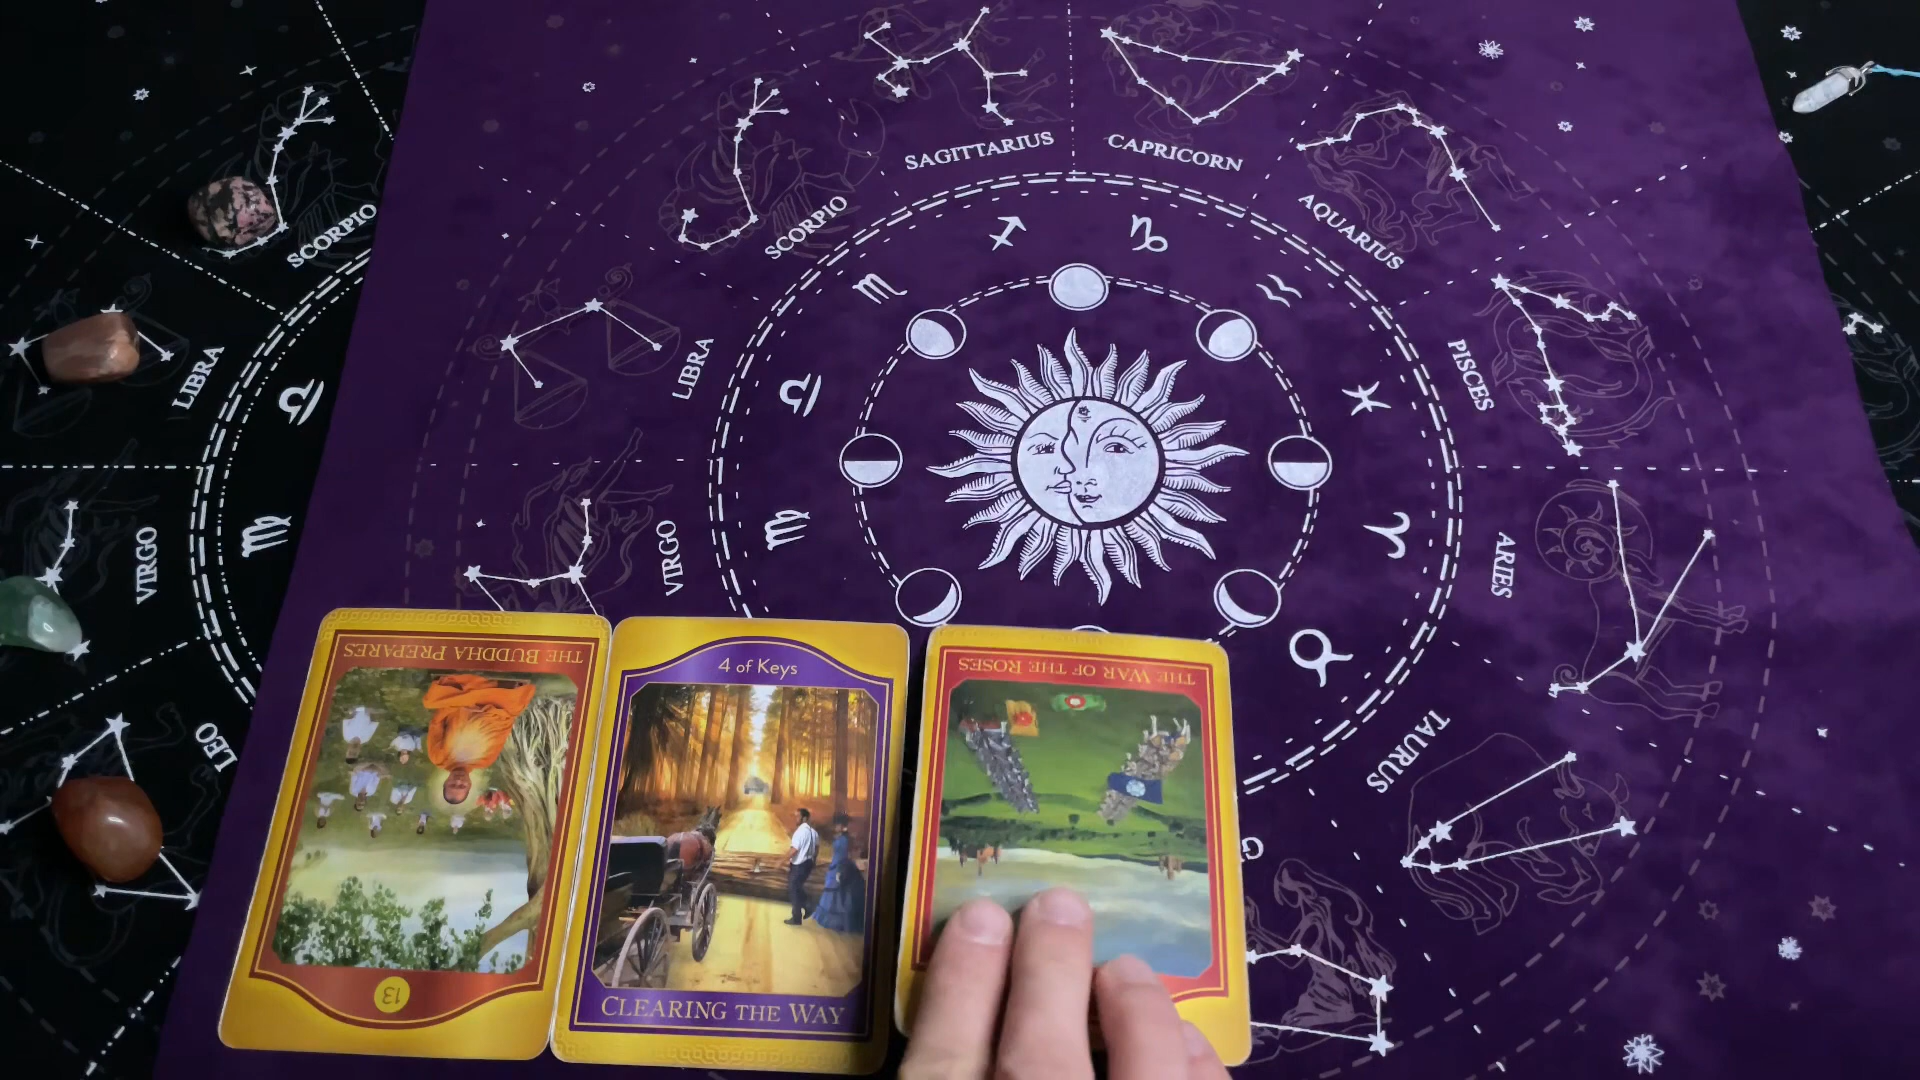 SAGITTARIUS
CAPRICORN
SCORPIO
AQUARIUS
SCORPIO
LIBRA
LIBRA
PISCES
VIRGO
VIRGO
ARIES
LEO
TAURUS
G
THE BUDDHA PREPARES
13
4 of Keys
CLEARING THE WAY
THE WAR OF THE ROSES